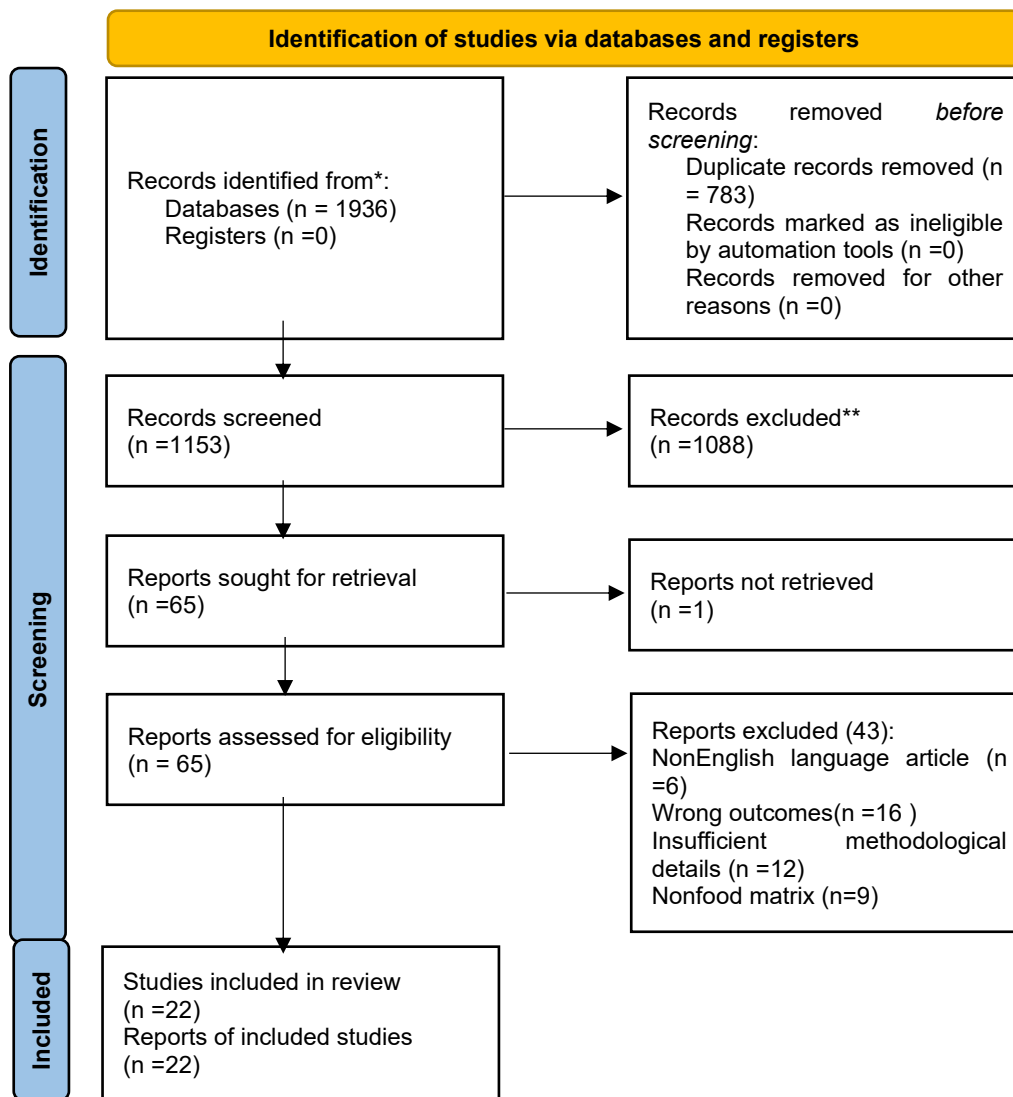 Identification of studies via databases and registers
Identification
Records identified from*:
Databases (n = 1936)
Registers (n =0)
Records removed before
screening:
Duplicate records removed (n
= 783)
Records marked as ineligible
by automation tools (n =0)
Records removed for other
reasons (n =0)
Screening
Records screened
(n =1153)
Records excluded**
(n =1088)
Reports sought for retrieval
(n =65)
Reports not retrieved
(n =1)
Reports assessed for eligibility
(n = 65)
Reports excluded (43):
NonEnglish language article (n
=6)
Wrong outcomes(n =16 )
Insufficient methodological
details (n =12)
Nonfood matrix (n=9)
Included
Studies included in review
(n =22)
Reports of included studies
(n =22)